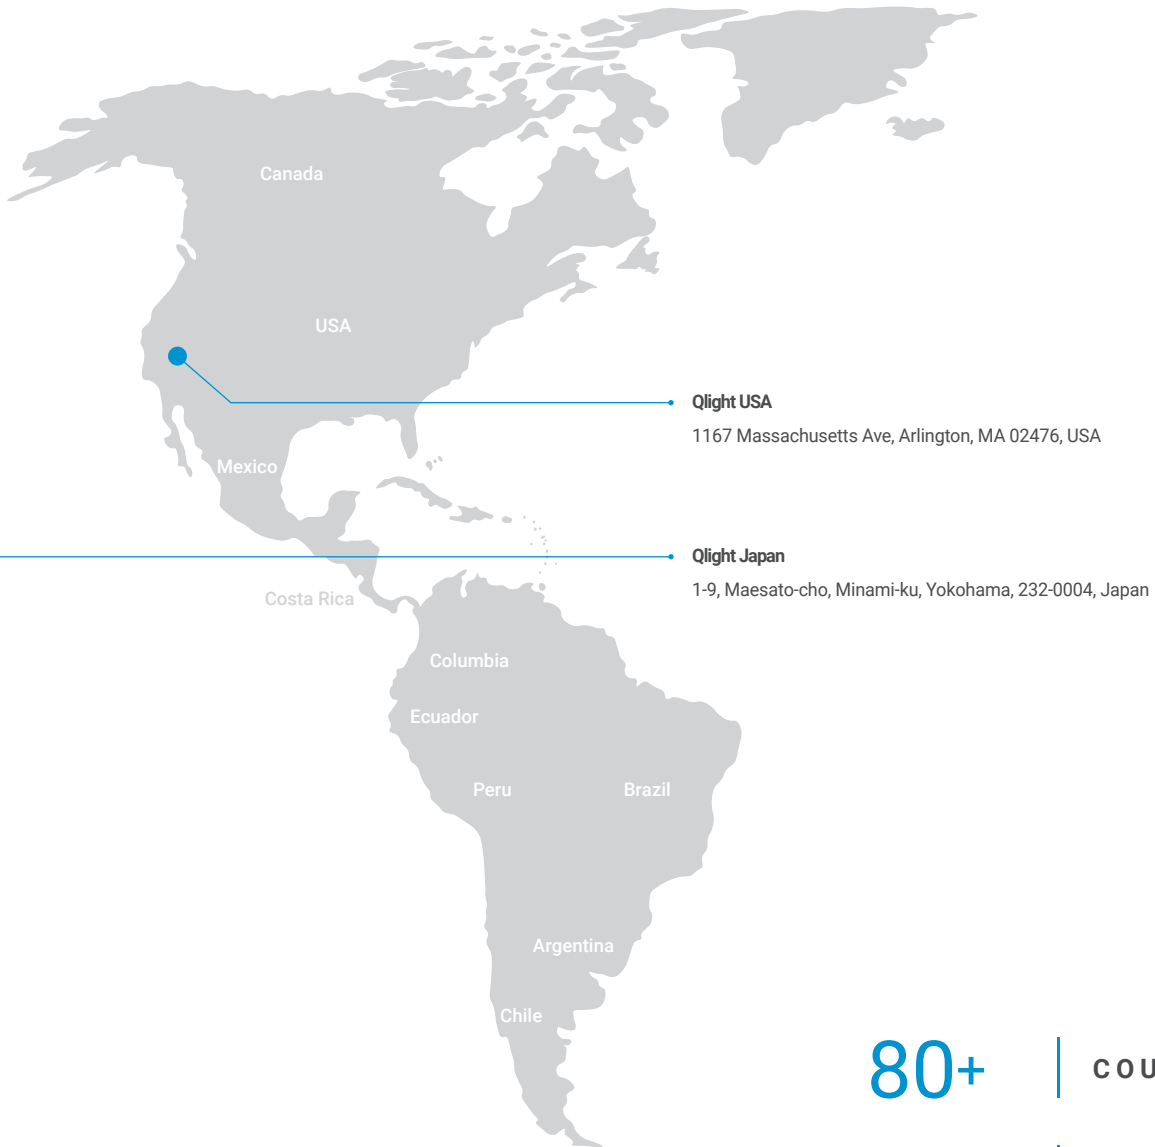 Canada
USA
Qlight USA
1167 Massachusetts Ave, Arlington, MA 02476, USA
Mexico
Qlight Japan
1-9, Maesato-cho, Minami-ku, Yokohama, 232-0004, Japan
Costa Rica
Columbia
Ecuador
Peru
Brazil
Argentina
Chile
80+
COU